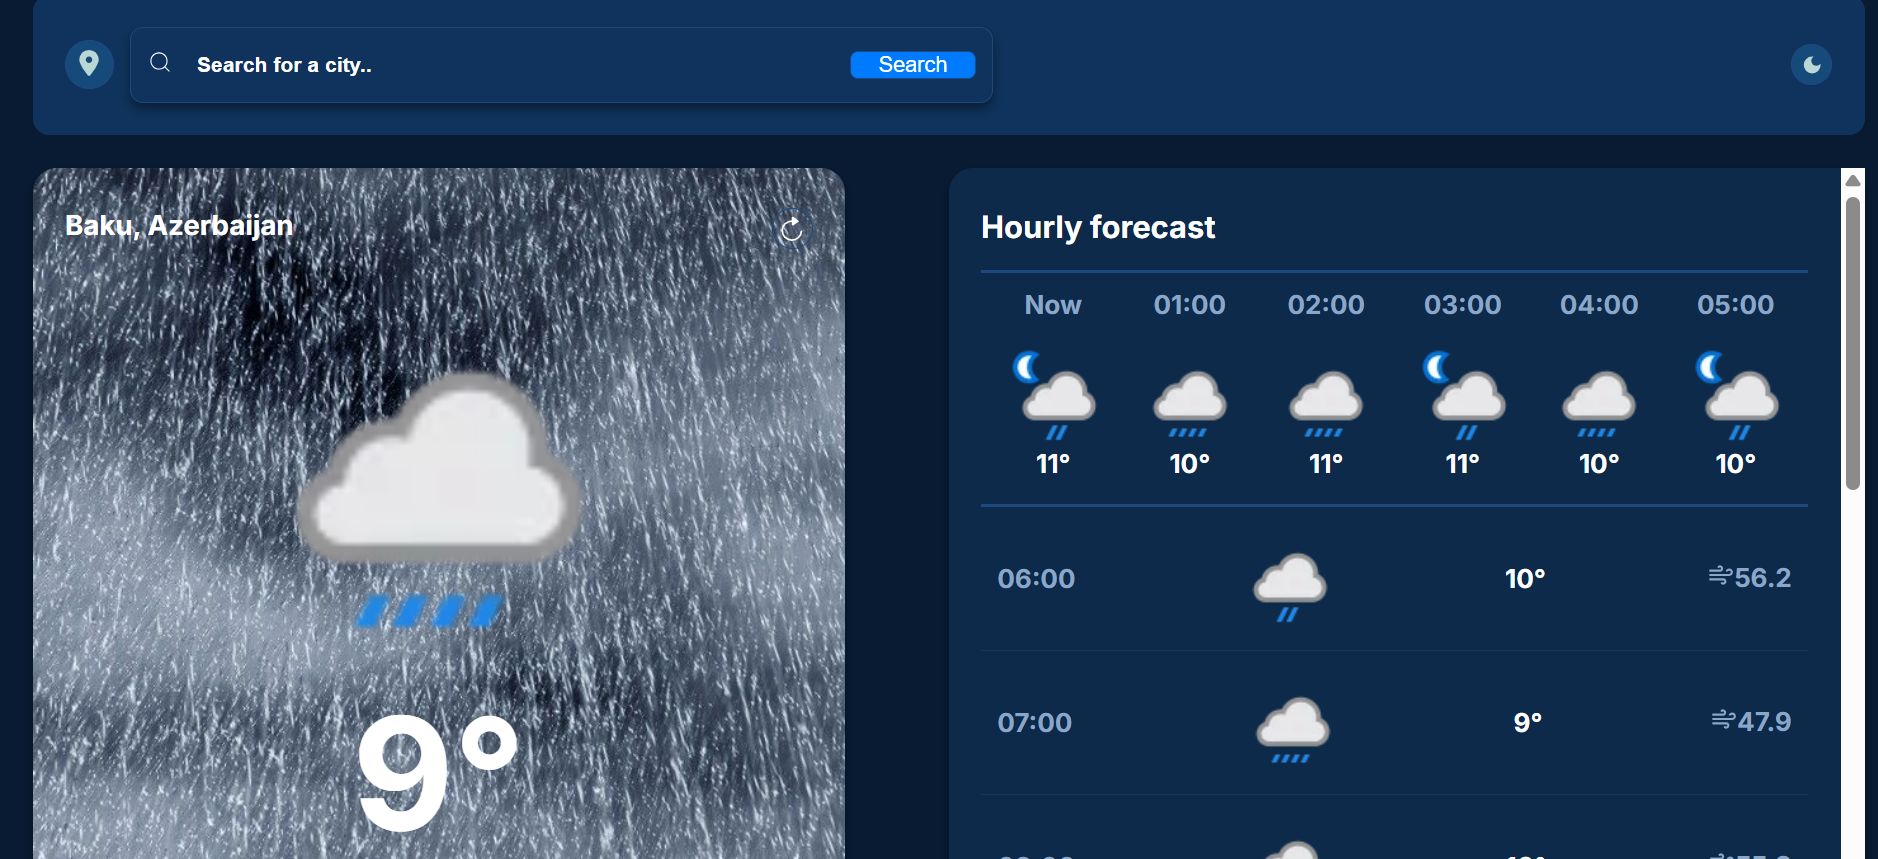 Search for a city..
Search
Baku, Azerbaijan
9°
Hourly forecast
Now 01:00 02:00 03:00 04:00 05:00
11° 10° 11° 11° 10° 10°
06:00 10° 56.2
07:00 9° 47.9